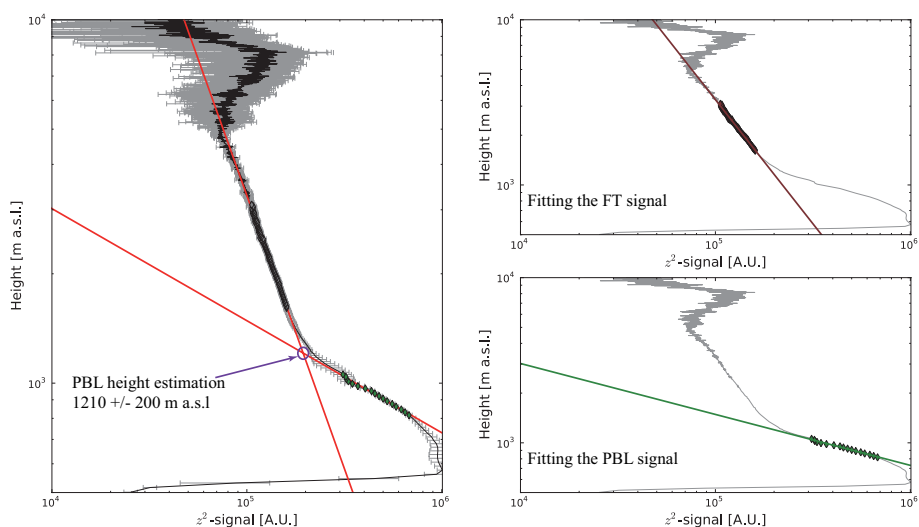 10⁴
Height [m a.s.l.]
10³
PBL height estimation
1210 +/- 200 m a.s.l
10⁴
10⁵
10⁶
z²-signal [A.U.]
10⁴
Height [m a.s.l.]
10³
Fitting the FT signal
10⁴
10⁵
10⁶
z²-signal [A.U.]
10⁴
Height [m a.s.l.]
10³
Fitting the PBL signal
10⁴
10⁵
10⁶
z²-signal [A.U.]